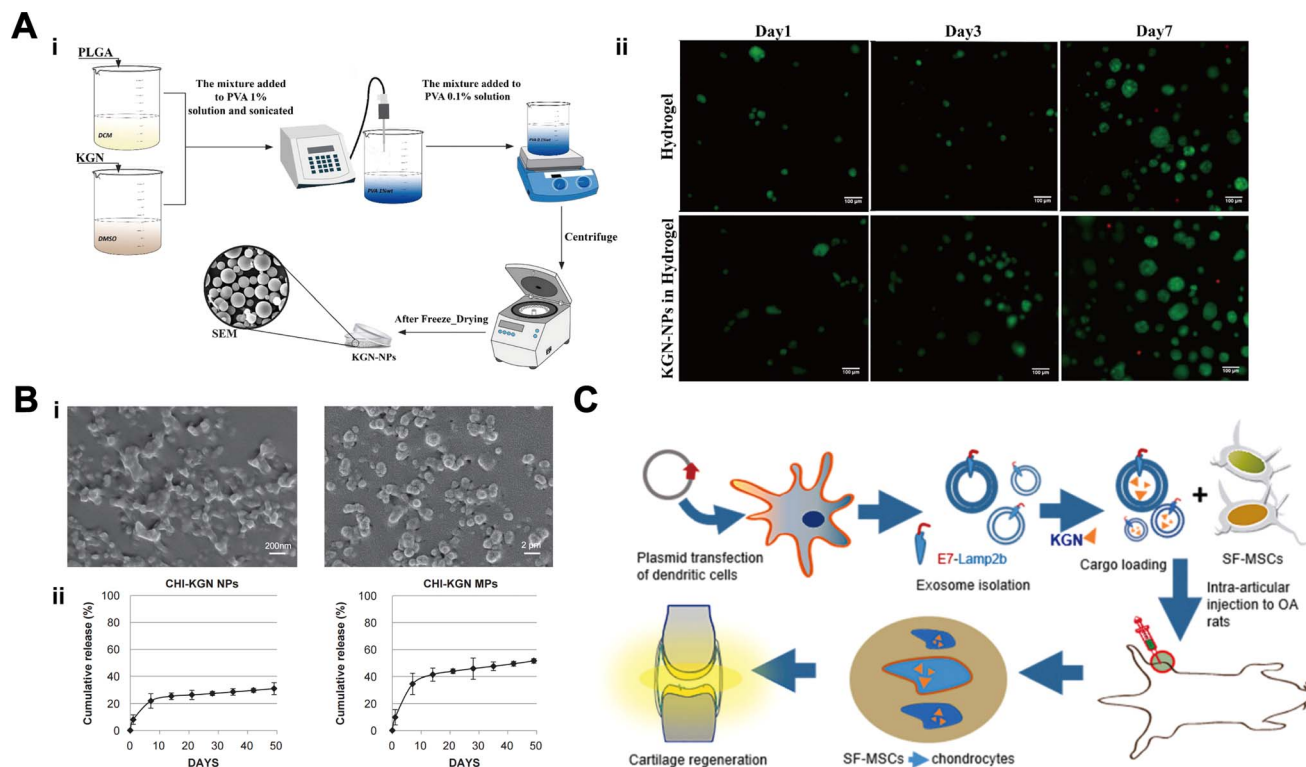 A
i
PLGA
DCM
KGN
DMSO
The mixture added
to PVA 1%
solution and sonicated
PVA 1%wt
The mixture added to
PVA 0.1% solution
Centrifuge
After Freeze_Drying
KGN-NPs
SEM
ii
Day1
Day3
Day7
Hydrogel
100 µm
100 µm
100 µm
KGN-NPs in Hydrogel
100 µm
100 µm
100 µm
B
i
200nm
2 µm
CHI-KGN NPs
CHI-KGN MPs
ii
Cumulative release (%)
100
80
60
40
20
0
0 10 20 30 40 50
DAYS
Cumulative release (%)
100
80
60
40
20
0
0 10 20 30 40 50
DAYS
C
Plasmid transfection
of dendritic cells
E7-Lamp2b
Exosome isolation
KGN
Cargo loading
+
SF-MSCs
Intra-articular
injection to OA
rats
SF-MSCs chondrocytes
Cartilage regeneration